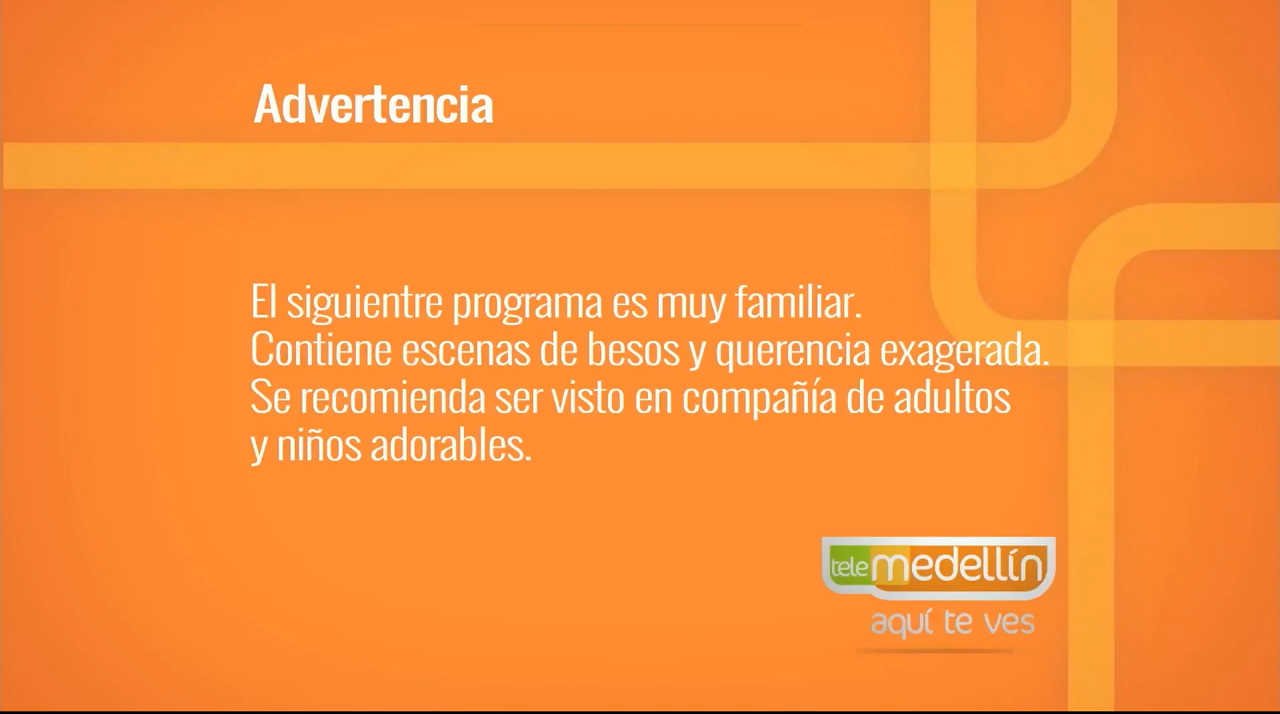 Advertencia
El siguientre programa es muy familiar.
Contiene escenas de besos y querencia exagerada.
Se recomienda ser visto en compañía de adultos
y niños adorables.
telemedellín
aquí te ves